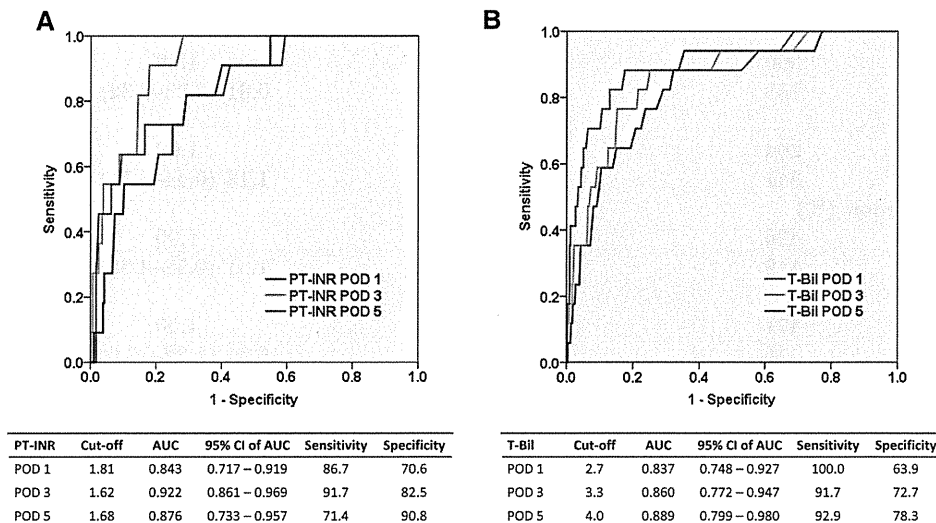 A
1.0
0.8
0.6
0.4
0.2
0.0
Sensitivity
PT-INR POD 1
PT-INR POD 3
PT-INR POD 5
0.0 0.2 0.4 0.6 0.8 1.0
1 - Specificity
PT-INR Cut-off AUC 95% CI of AUC Sensitivity Specificity
POD 1 1.81 0.843 0.717 – 0.919 86.7 70.6
POD 3 1.62 0.922 0.861 – 0.969 91.7 82.5
POD 5 1.68 0.876 0.733 – 0.957 71.4 90.8
B
1.0
0.8
0.6
0.4
0.2
0.0
Sensitivity
T-Bil POD 1
T-Bil POD 3
T-Bil POD 5
0.0 0.2 0.4 0.6 0.8 1.0
1 - Specificity
T-Bil Cut-off AUC 95% CI of AUC Sensitivity Specificity
POD 1 2.7 0.837 0.748 – 0.927 100.0 63.9
POD 3 3.3 0.860 0.772 – 0.947 91.7 72.7
POD 5 4.0 0.889 0.799 – 0.980 92.9 78.3